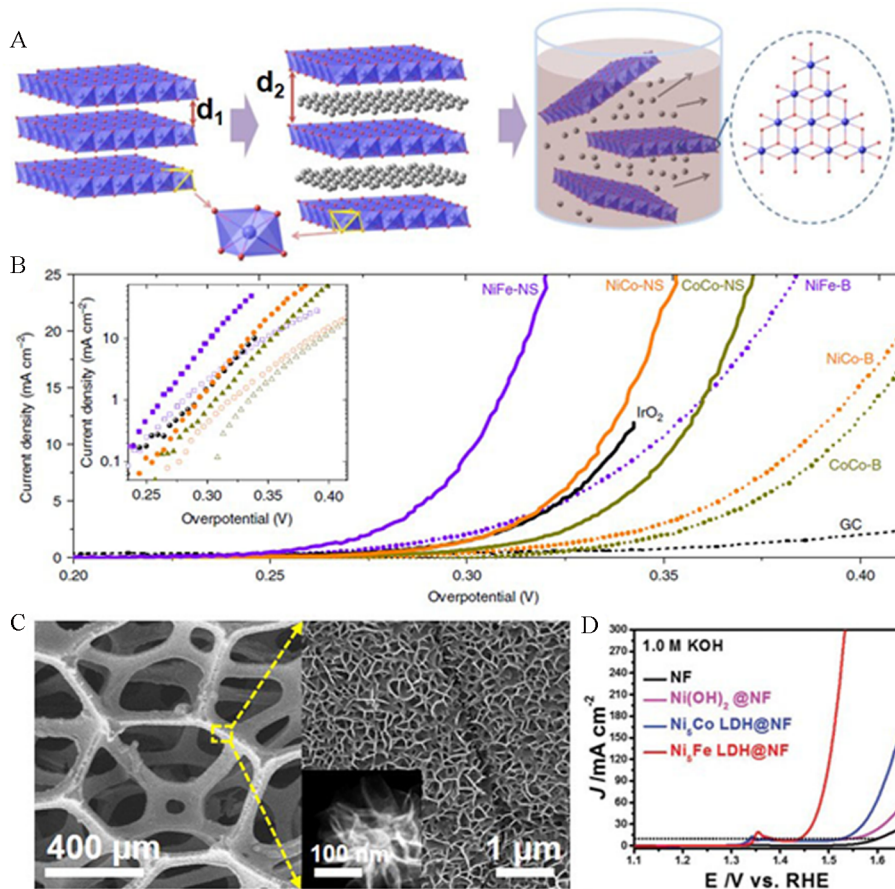 A
d1
d2
B
25
20
15
10
5
0
Current density (mA cm⁻²)
0.20
0.25
0.30
0.35
0.40
Overpotential (V)
NiFe-NS
NiCo-NS
CoCo-NS
NiFe-B
NiCo-B
CoCo-B
IrO₂
GC
10
1
0.1
Current density (mA cm⁻²)
0.25
0.30
0.35
0.40
Overpotential (V)
C
400 µm
100 nm
1 µm
D
1.0 M KOH
NF
Ni(OH)₂ @NF
Ni₅Co LDH@NF
Ni₅Fe LDH@NF
300
270
240
210
180
150
120
90
60
30
0
J /mA cm⁻²
1.1
1.2
1.3
1.4
1.5
1.6
E /V vs. RHE